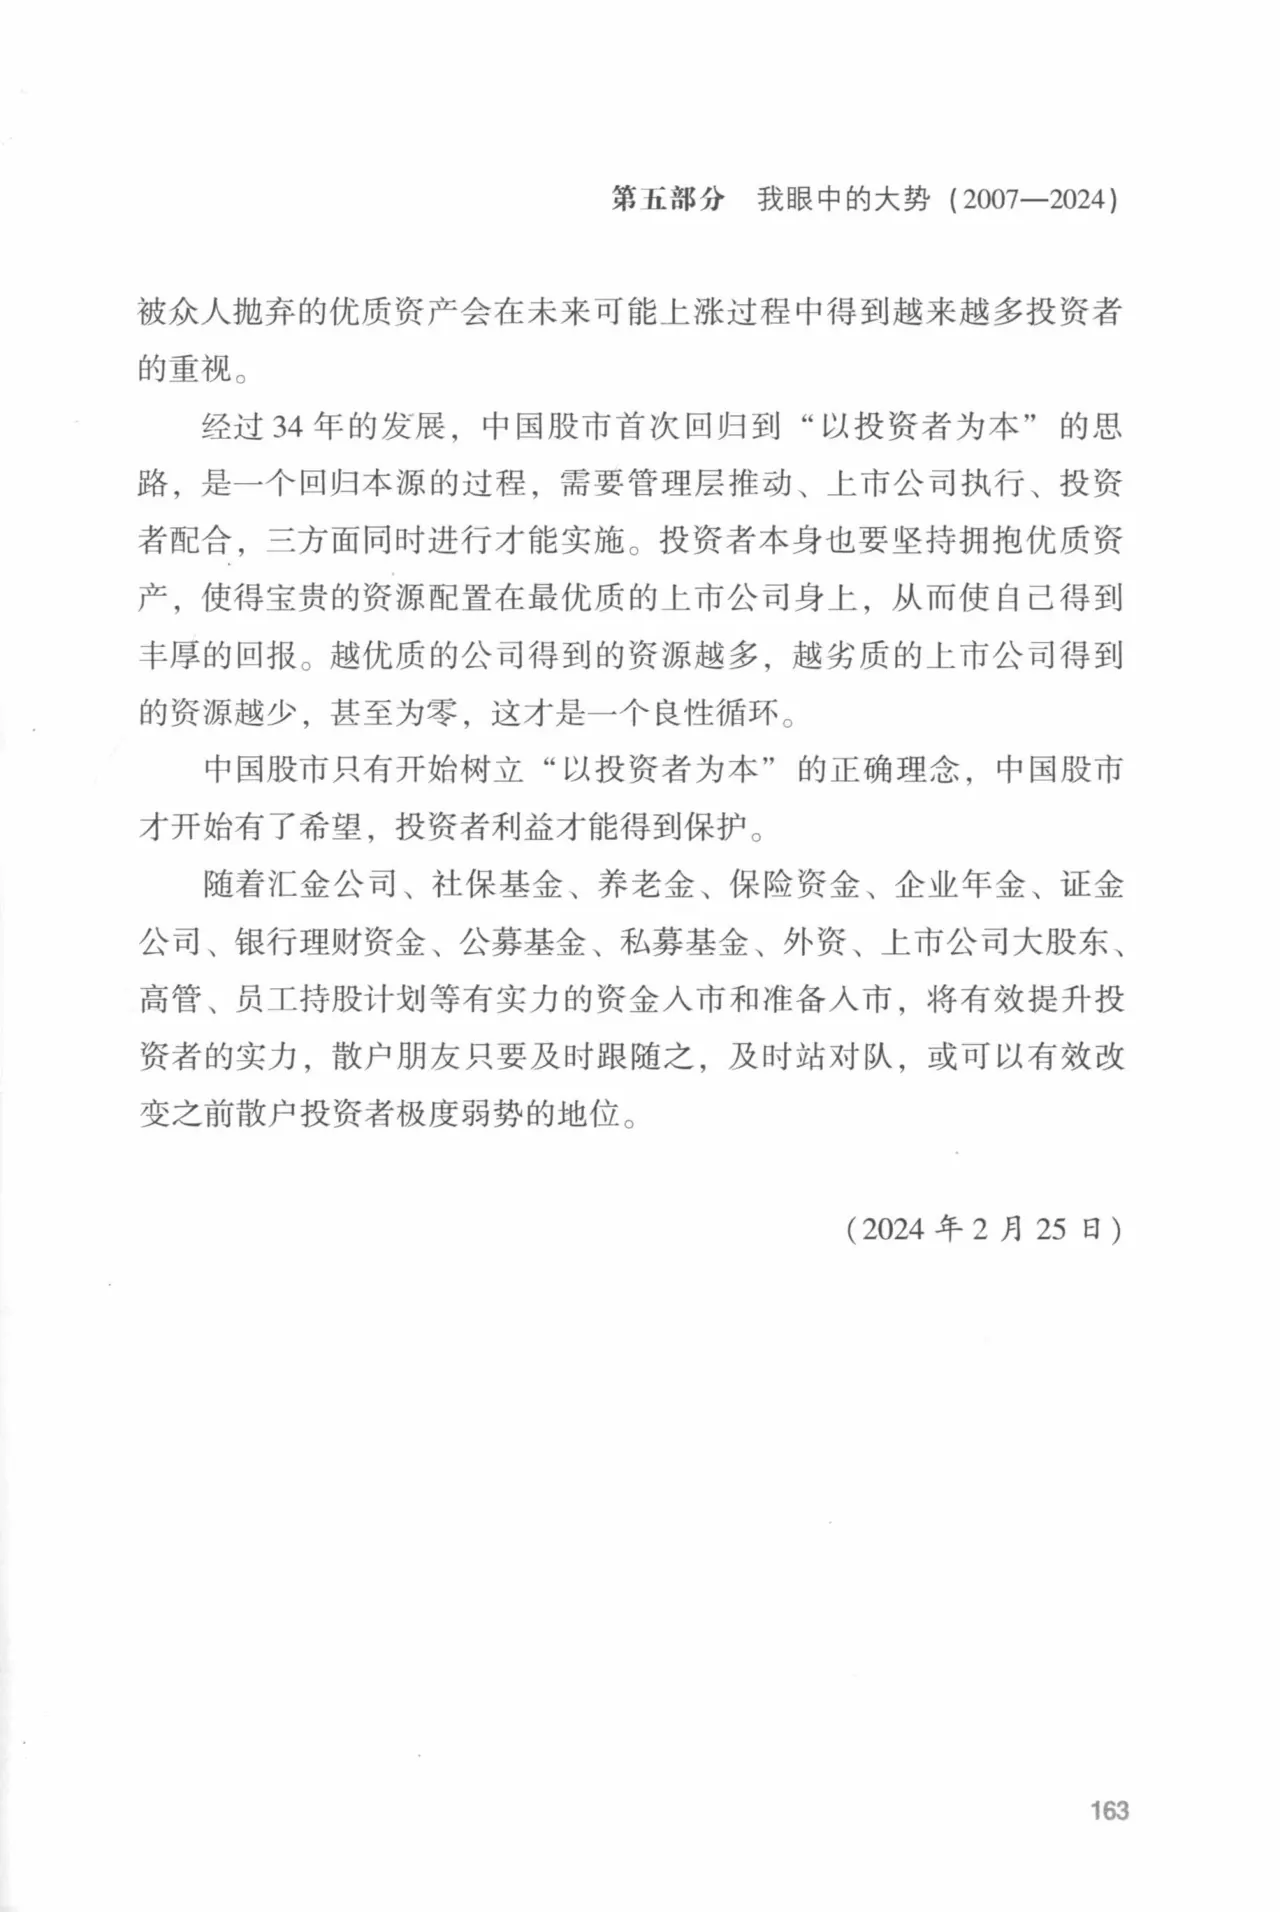 第五部分 我眼中的大势（2007—2024）
被众人抛弃的优质资产会在未来可能上涨过程中得到越来越多投资者
的重视。
经过 34 年的发展，中国股市首次回归到“以投资者为本”的思
路，是一个回归本源的过程，需要管理层推动、上市公司执行、投资
者配合，三方面同时进行才能实施。投资者本身也要坚持拥抱优质资
产，使得宝贵的资源配置在最优质的上市公司身上，从而使自己得到
丰厚的回报。越优质的公司得到的资源越多，越劣质的上市公司得到
的资源越少，甚至为零，这才是一个良性循环。
中国股市只有开始树立“以投资者为本”的正确理念，中国股市
才开始有了希望，投资者利益才能得到保护。
随着汇金公司、社保基金、养老金、保险资金、企业年金、证金
公司、银行理财资金、公募基金、私募基金、外资、上市公司大股东、
高管、员工持股计划等有实力的资金入市和准备入市，将有效提升投
资者的实力，散户朋友只要及时跟随之，及时站对队，或可以有效改
变之前散户投资者极度弱势的地位。
（2024 年 2 月 25 日）
163